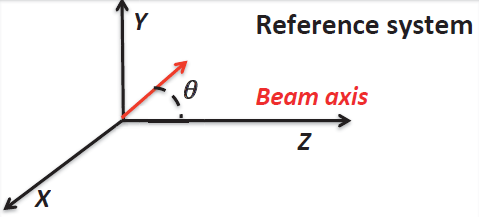 Y
Reference system
θ
Beam axis
Z
X